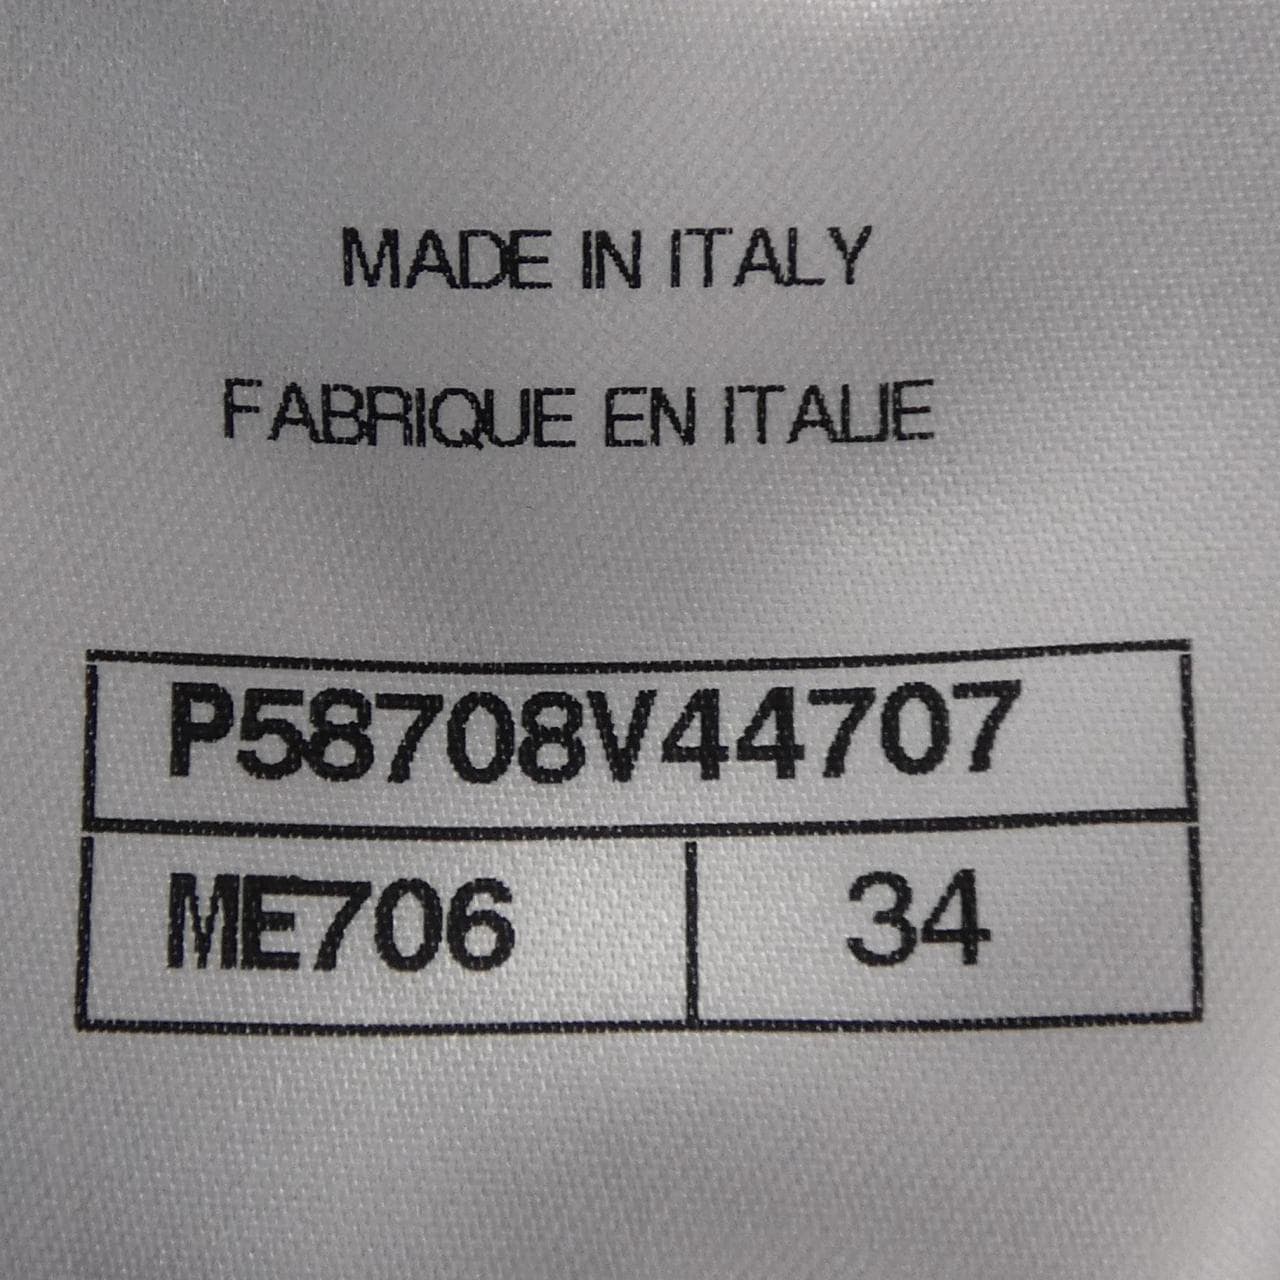 MADE IN ITALY
FABRIQUE EN ITALIE
P58708V44707
ME706 34